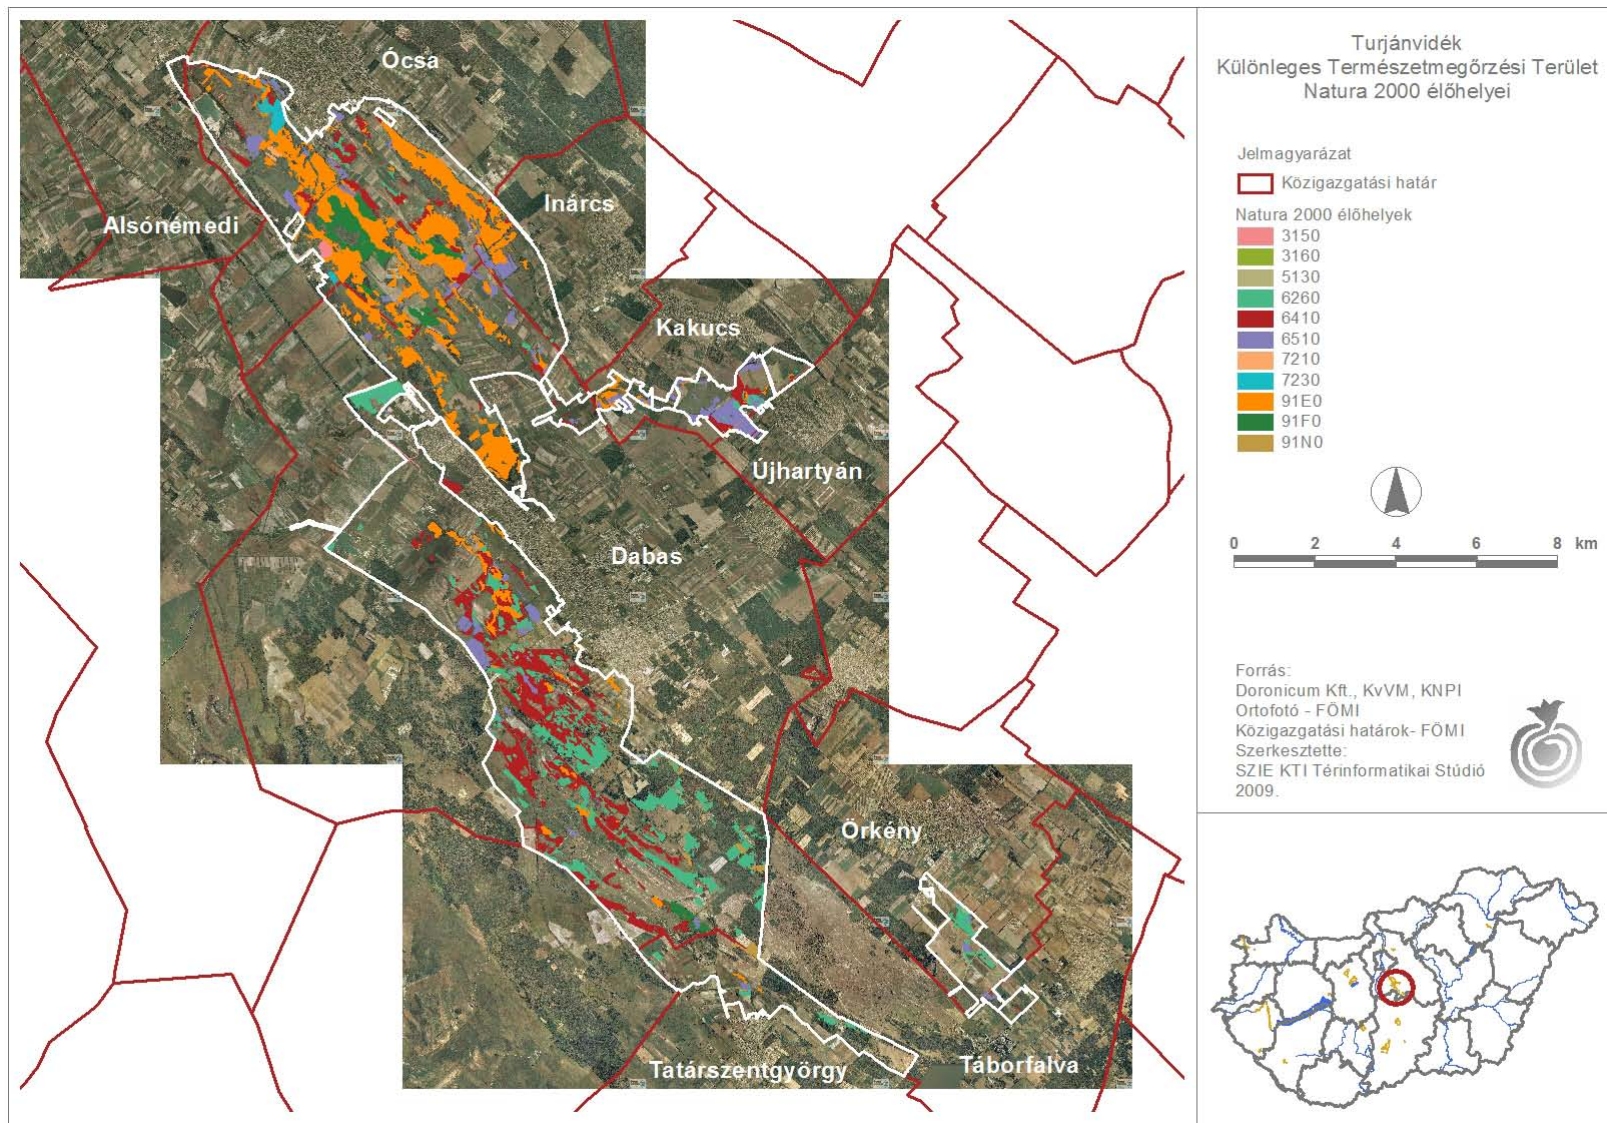 Ócsa
Alsónémedi
Inárcs
Kakucs
Újhartyán
Dabas
Örkény
Tatárszentgyörgy
Táborfalva
Turjánvidék
Különleges Természetmegőrzési Terület
Natura 2000 élőhelyei
Jelmagyarázat
Közigazgatási határ
Natura 2000 élőhelyek
3150
3160
5130
6260
6410
6510
7210
7230
91E0
91F0
91N0
0 2 4 6 8 km
Forrás:
Doronicum Kft., KvVM, KNPI
Ortofotó - FÖMI
Közigazgatási határok- FÖMI
Szerkesztette:
SZIE KTI Térinformatikai Stúdió
2009.